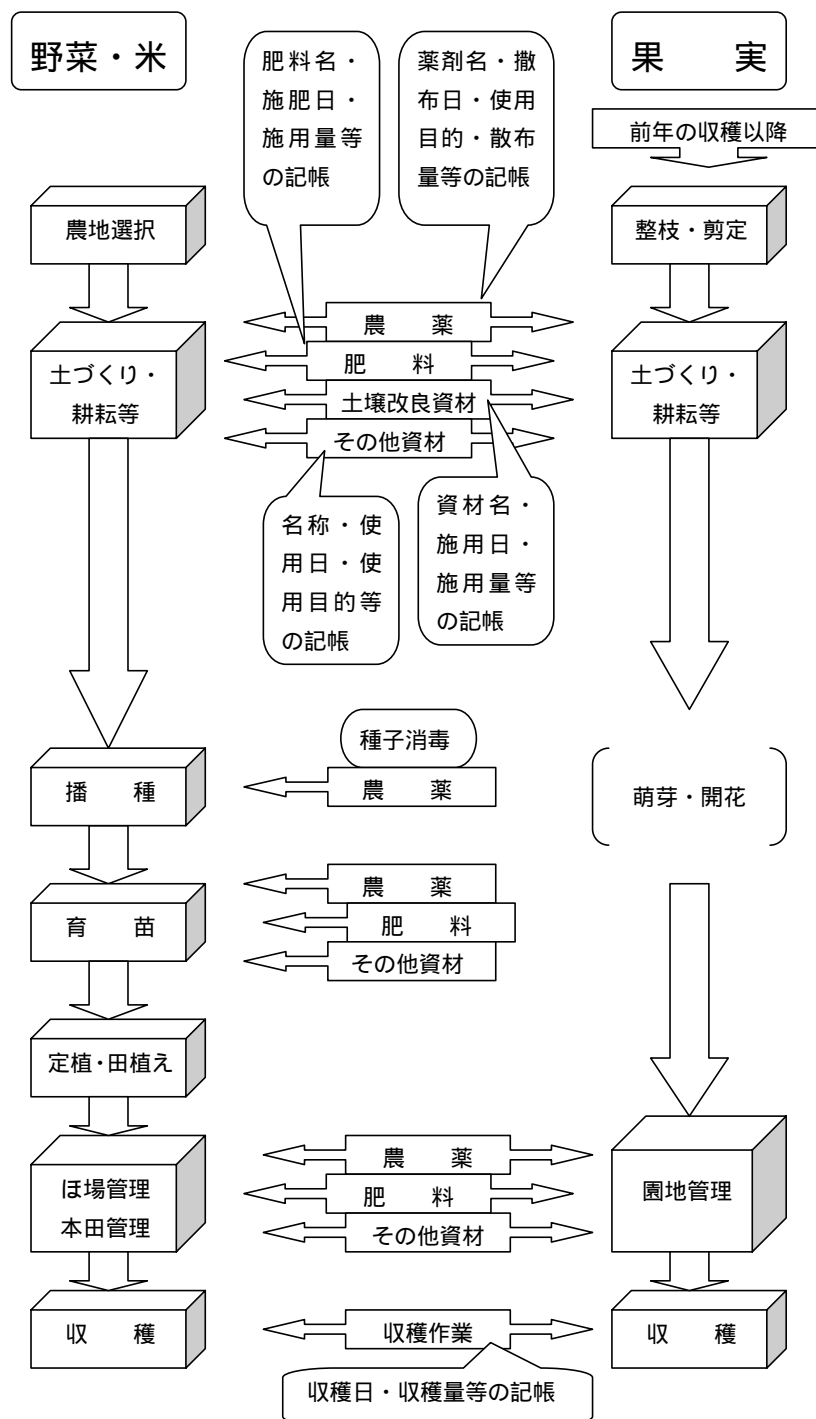 野菜・米
肥料名・
施肥日・
施用量等
の記帳
薬剤名・撒
布日・使用
目的・散布
量等の記帳
果　実
前年の収穫以降
農地選択
整枝・剪定
農　薬
肥　料
土壌改良資材
その他資材
土づくり・
耕耘等
土づくり・
耕耘等
名称・使
用日・使
用目的等
の記帳
資材名・
施用日・
施用量等
の記帳
種子消毒
播　種
農　薬
萌芽・開花
育　苗
農　薬
肥　料
その他資材
定植・田植え
ほ場管理
本田管理
農　薬
肥　料
その他資材
園地管理
収　穫
収穫作業
収　穫
収穫日・収穫量等の記帳